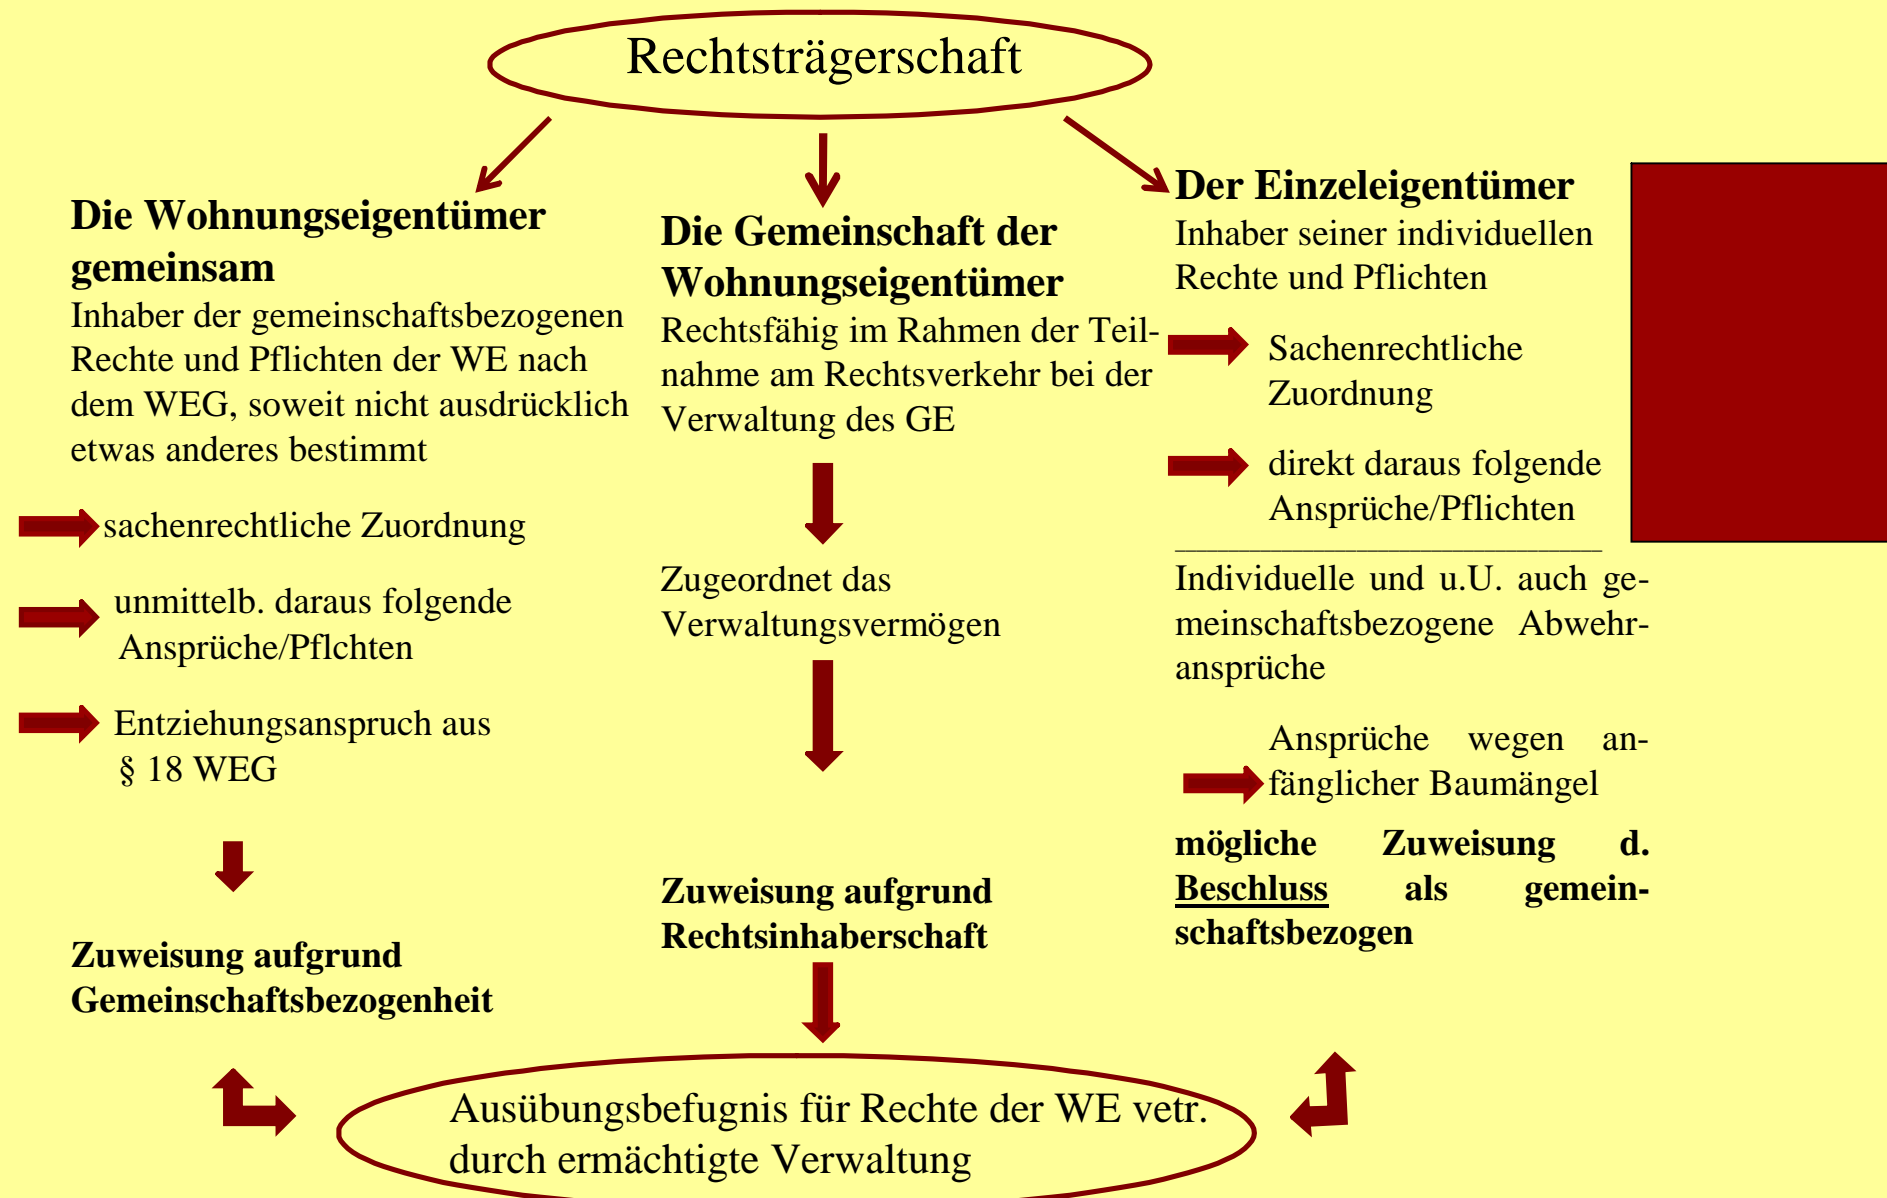 Rechtsträgerschaft
Die Wohnungseigentümer
gemeinsam
Inhaber der gemeinschaftsbezogenen
Rechte und Pflichten der WE nach
dem WEG, soweit nicht ausdrücklich
etwas anderes bestimmt
sachenrechtliche Zuordnung
unmittelb. daraus folgende
Ansprüche/Pflchten
Entziehungsanspruch aus
§ 18 WEG
Zuweisung aufgrund
Gemeinschaftsbezogenheit
Die Gemeinschaft der
Wohnungseigentümer
Rechtsfähig im Rahmen der Teil-
nahme am Rechtsverkehr bei der
Verwaltung des GE
Zugeordnet das
Verwaltungsvermögen
Zuweisung aufgrund
Rechtsinhaberschaft
Der Einzeleigentümer
Inhaber seiner individuellen
Rechte und Pflichten
Sachenrechtliche
Zuordnung
direkt daraus folgende
Ansprüche/Pflichten
Individuelle und u.U. auch ge-
meinschaftsbezogene Abwehr-
ansprüche
Ansprüche wegen an-
fänglicher Baumängel
mögliche Zuweisung d.
Beschluss als gemein-
schaftsbezogen
Ausübungsbefugnis für Rechte der WE vetr.
durch ermächtigte Verwaltung